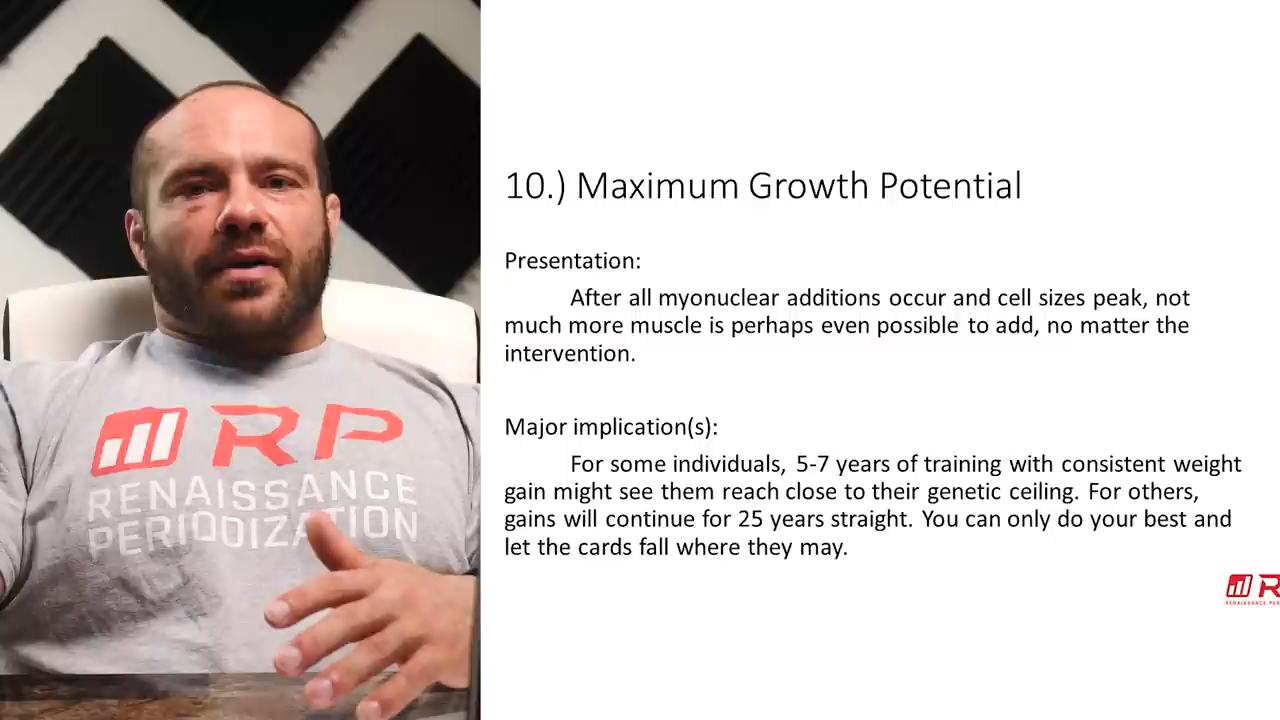 10.) Maximum Growth Potential
Presentation:
After all myonuclear additions occur and cell sizes peak, not
much more muscle is perhaps even possible to add, no matter the
intervention.
Major implication(s):
For some individuals, 5-7 years of training with consistent weight
gain might see them reach close to their genetic ceiling. For others,
gains will continue for 25 years straight. You can only do your best and
let the cards fall where they may.
RP
RENAISSANCE
PERIODIZATION
R
RENAISSANCE PER